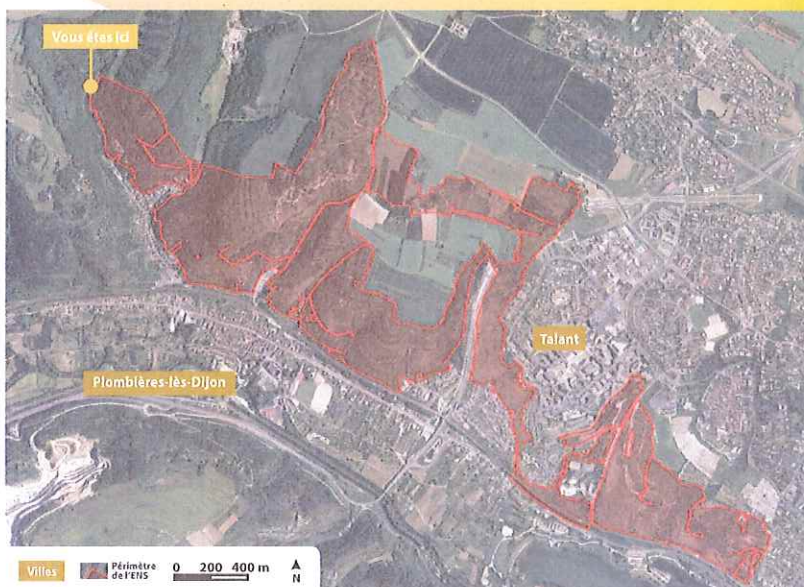 Vous êtes ici
Talant
Plombières-lès-Dijon
Villes
Périmètre
de l'ENS
0 200 400 m
N